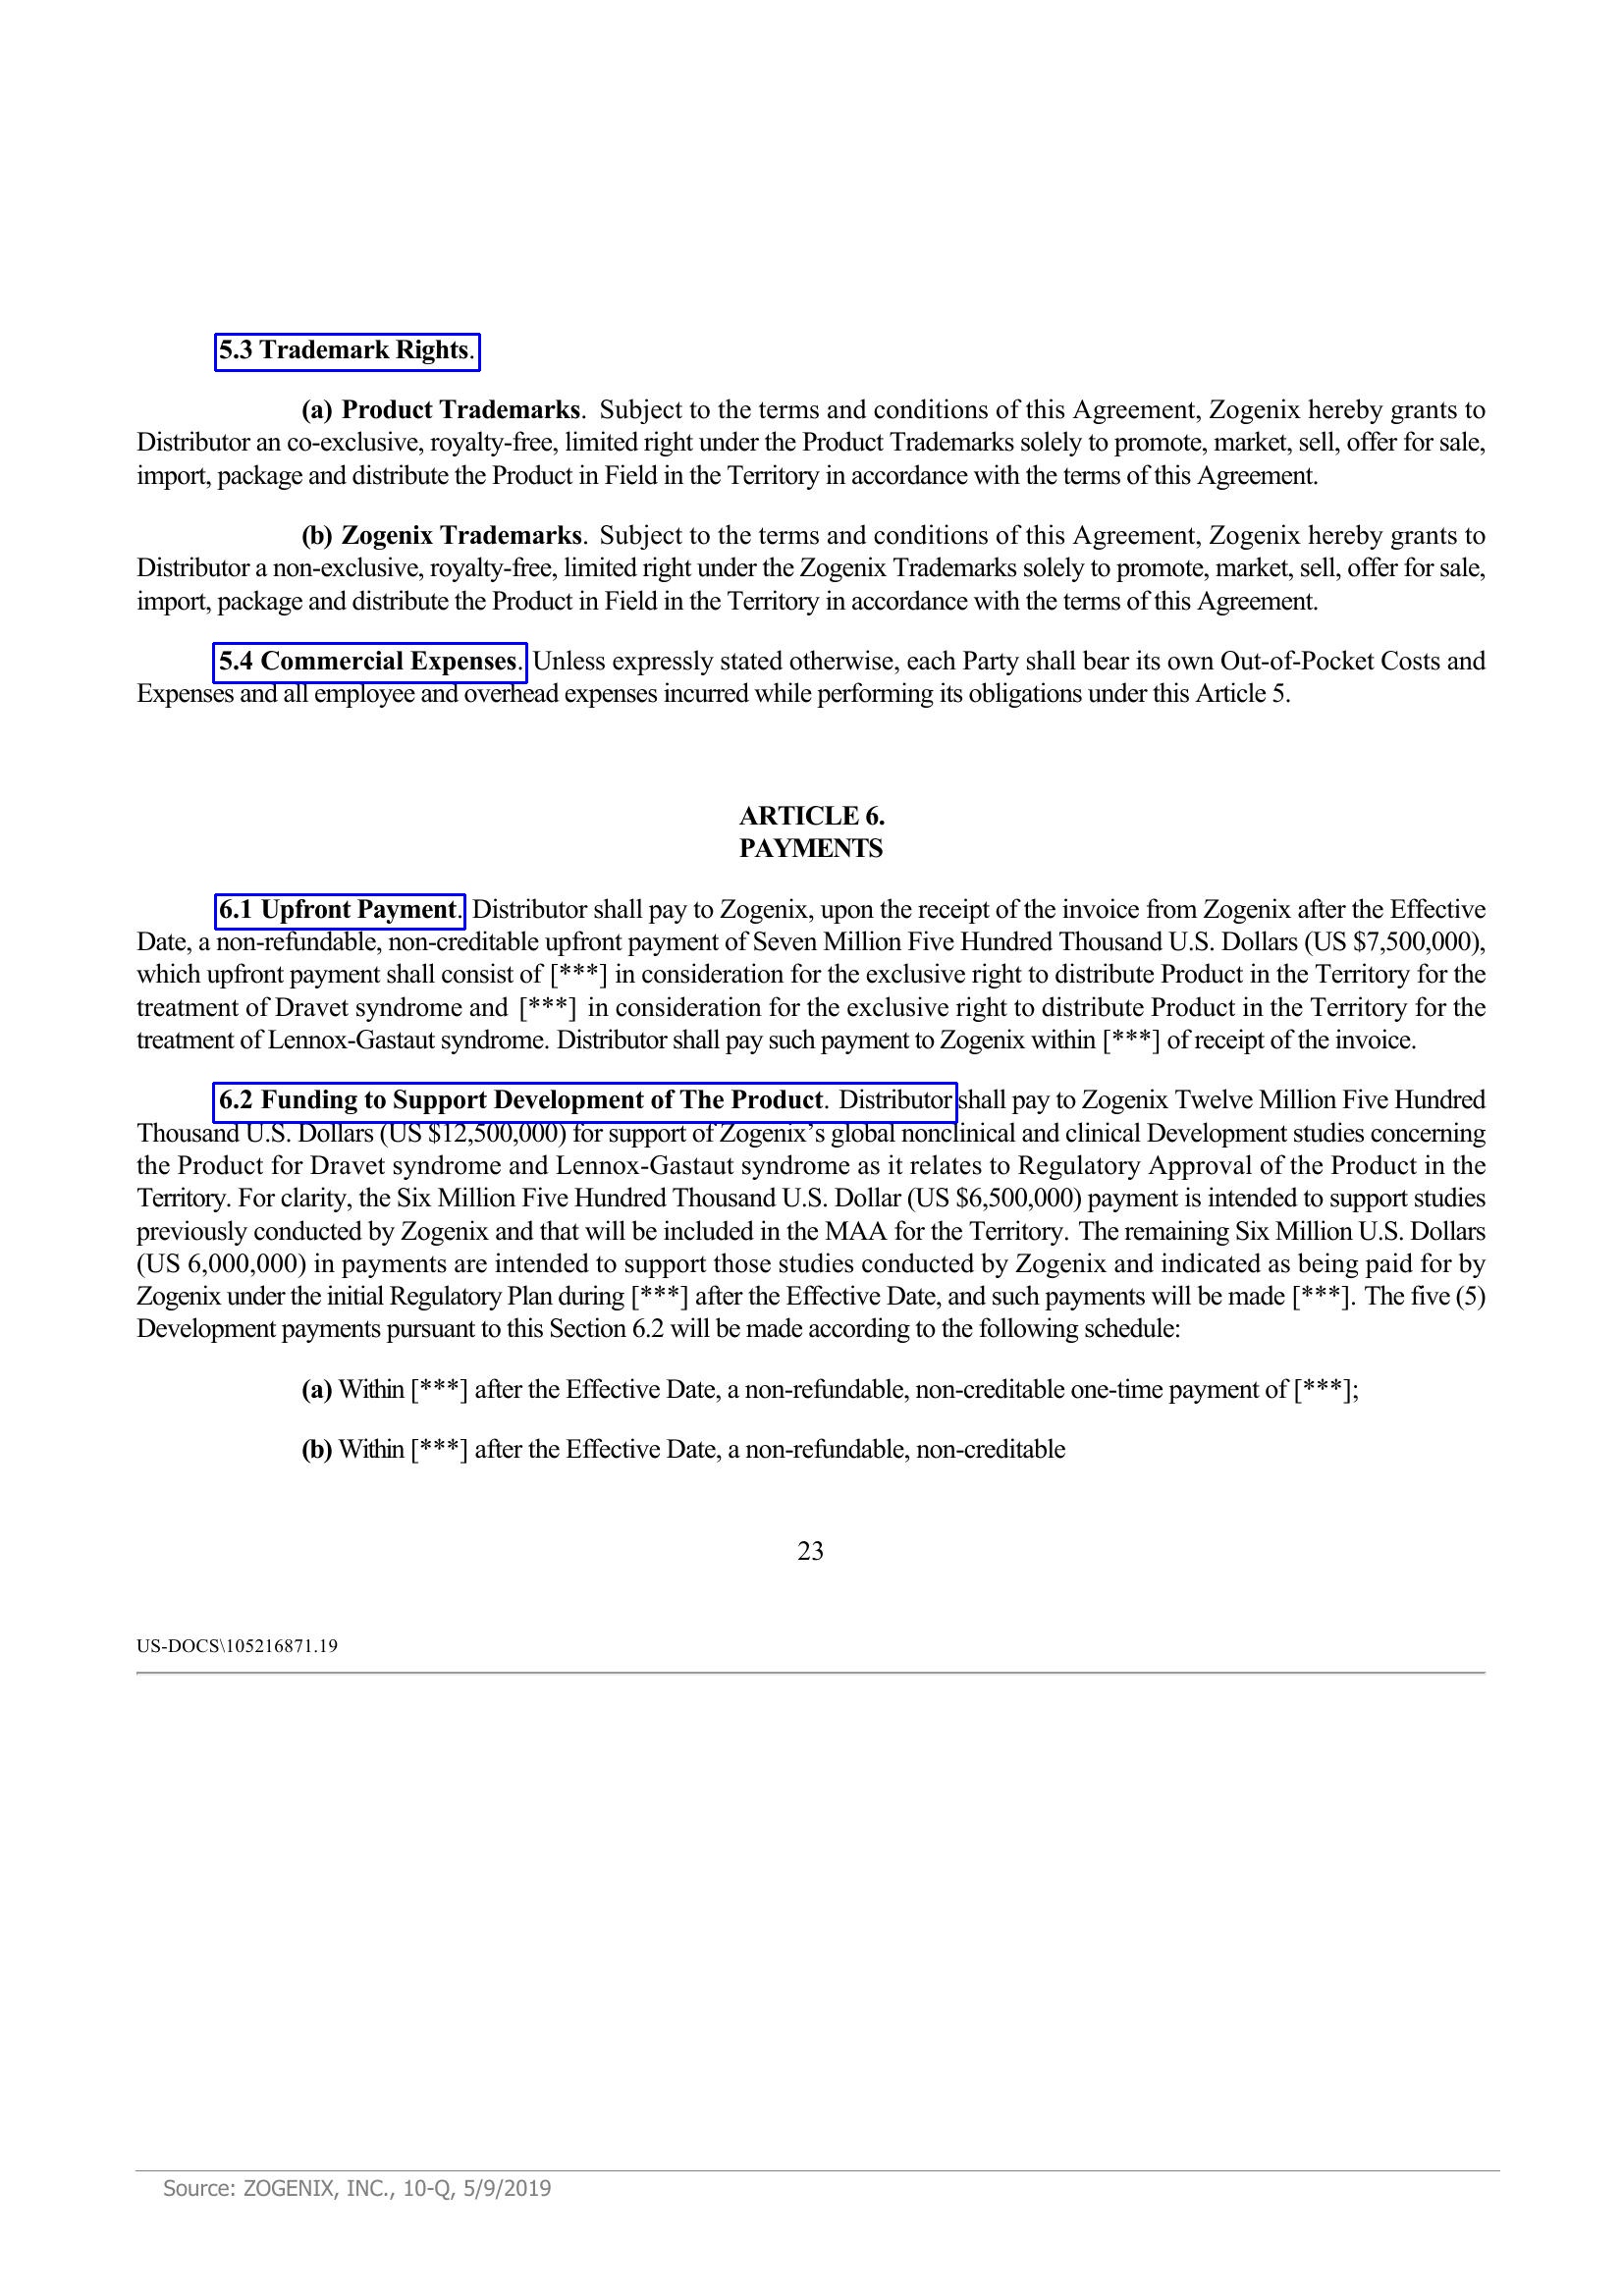 5.3 Trademark Rights.
(a) Product Trademarks. Subject to the terms and conditions of this Agreement, Zogenix hereby grants to
Distributor an co-exclusive, royalty-free, limited right under the Product Trademarks solely to promote, market, sell, offer for sale,
import, package and distribute the Product in Field in the Territory in accordance with the terms of this Agreement.
(b) Zogenix Trademarks. Subject to the terms and conditions of this Agreement, Zogenix hereby grants to
Distributor a non-exclusive, royalty-free, limited right under the Zogenix Trademarks solely to promote, market, sell, offer for sale,
import, package and distribute the Product in Field in the Territory in accordance with the terms of this Agreement.
5.4 Commercial Expenses. Unless expressly stated otherwise, each Party shall bear its own Out-of-Pocket Costs and
Expenses and all employee and overhead expenses incurred while performing its obligations under this Article 5.
ARTICLE 6.
PAYMENTS
6.1 Upfront Payment. Distributor shall pay to Zogenix, upon the receipt of the invoice from Zogenix after the Effective
Date, a non-refundable, non-creditable upfront payment of Seven Million Five Hundred Thousand U.S. Dollars (US $7,500,000),
which upfront payment shall consist of [***] in consideration for the exclusive right to distribute Product in the Territory for the
treatment of Dravet syndrome and [***] in consideration for the exclusive right to distribute Product in the Territory for the
treatment of Lennox-Gastaut syndrome. Distributor shall pay such payment to Zogenix within [***] of receipt of the invoice.
6.2 Funding to Support Development of The Product. Distributor shall pay to Zogenix Twelve Million Five Hundred
Thousand U.S. Dollars (US $12,500,000) for support of Zogenix’s global nonclinical and clinical Development studies concerning
the Product for Dravet syndrome and Lennox-Gastaut syndrome as it relates to Regulatory Approval of the Product in the
Territory. For clarity, the Six Million Five Hundred Thousand U.S. Dollar (US $6,500,000) payment is intended to support studies
previously conducted by Zogenix and that will be included in the MAA for the Territory. The remaining Six Million U.S. Dollars
(US 6,000,000) in payments are intended to support those studies conducted by Zogenix and indicated as being paid for by
Zogenix under the initial Regulatory Plan during [***] after the Effective Date, and such payments will be made [***]. The five (5)
Development payments pursuant to this Section 6.2 will be made according to the following schedule:
(a) Within [***] after the Effective Date, a non-refundable, non-creditable one-time payment of [***];
(b) Within [***] after the Effective Date, a non-refundable, non-creditable
23
US-DOCS\105216871.19
Source: ZOGENIX, INC., 10-Q, 5/9/2019